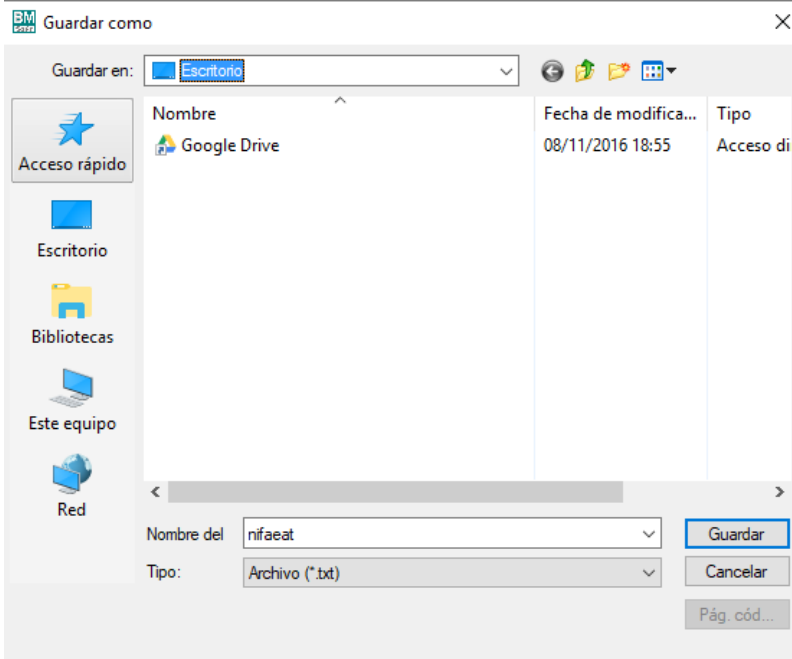 BM Soft Guardar como
Guardar en: Escritorio
Nombre Fecha de modifica... Tipo
Google Drive 08/11/2016 18:55 Acceso di
Acceso rápido
Escritorio
Bibliotecas
Este equipo
Red
Nombre del nifaeat Guardar
Tipo: Archivo (*.txt) Cancelar
Pág. cód...